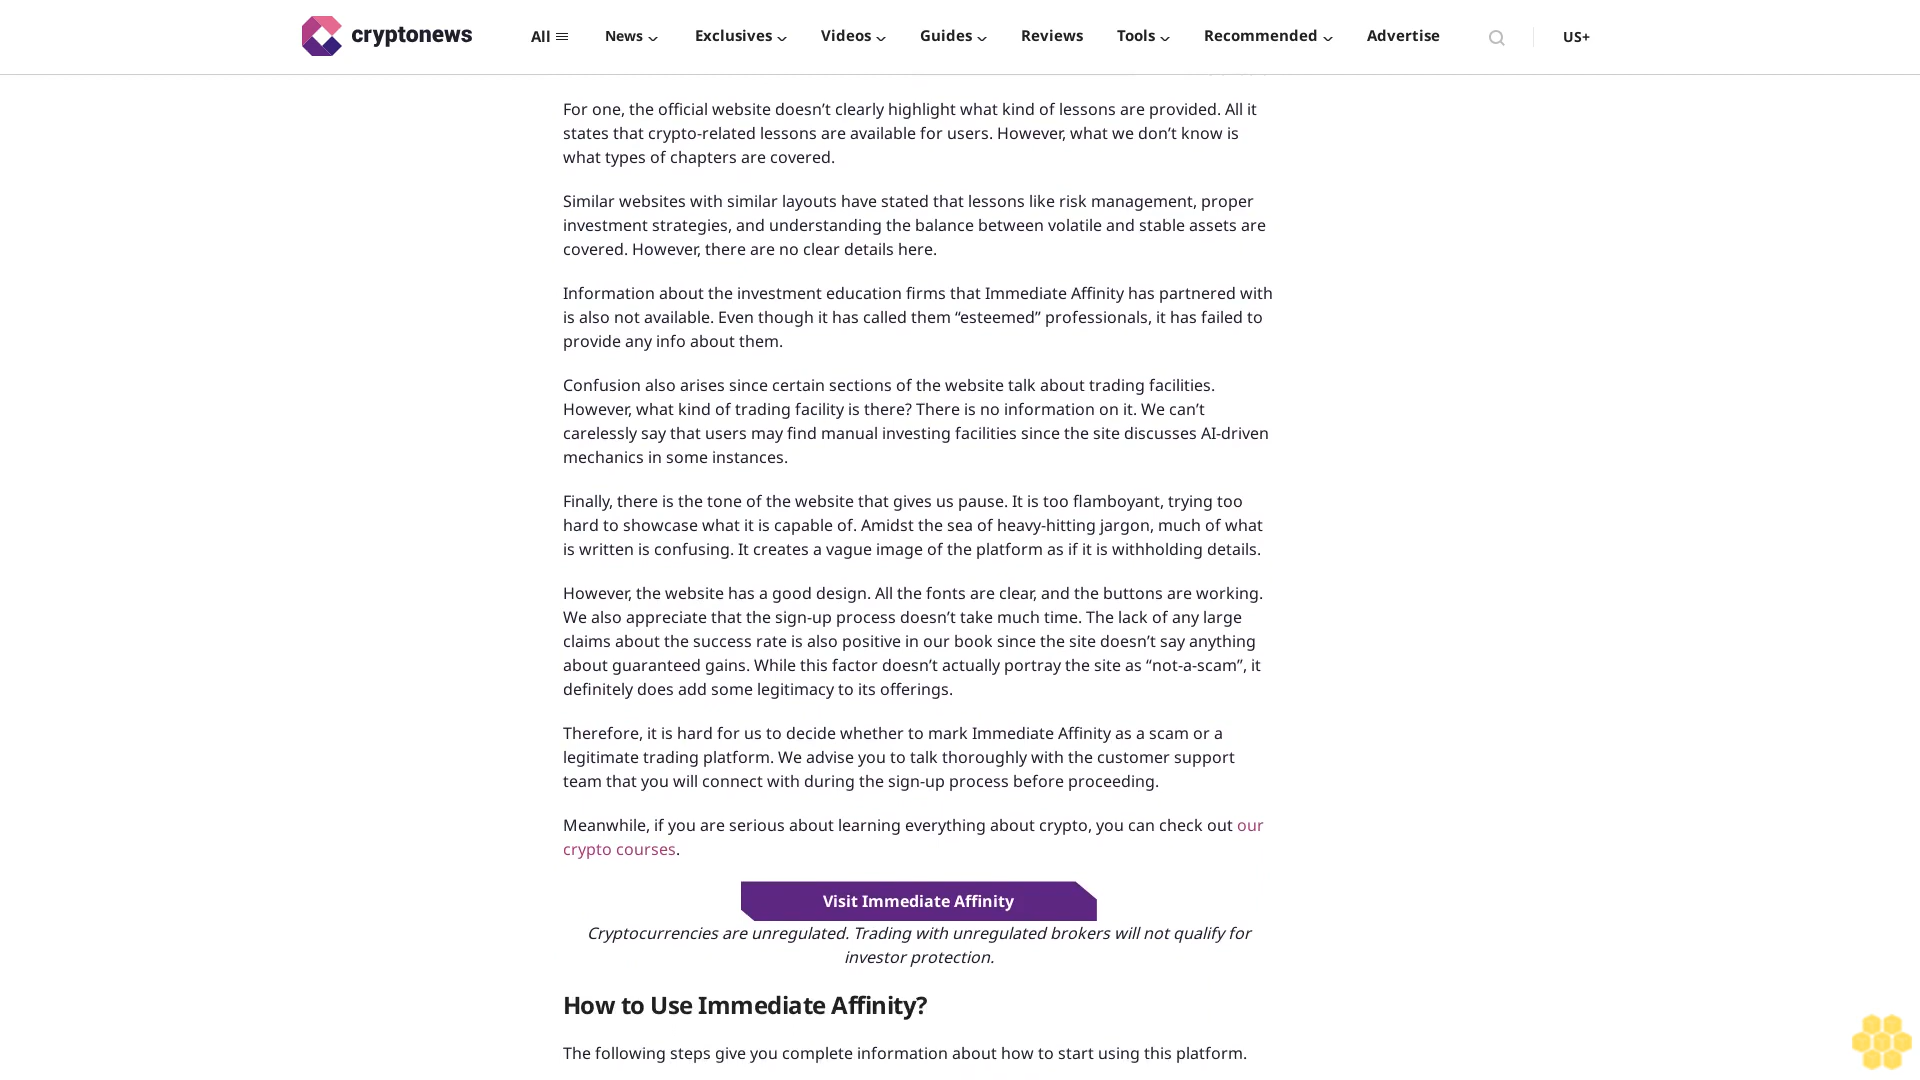 cryptonews
All
News
Exclusives
Videos
Guides
Reviews
Tools
Recommended
Advertise
US+
For one, the official website doesn’t clearly highlight what kind of lessons are provided. All it
states that crypto-related lessons are available for users. However, what we don’t know is
what types of chapters are covered.
Similar websites with similar layouts have stated that lessons like risk management, proper
investment strategies, and understanding the balance between volatile and stable assets are
covered. However, there are no clear details here.
Information about the investment education firms that Immediate Affinity has partnered with
is also not available. Even though it has called them “esteemed” professionals, it has failed to
provide any info about them.
Confusion also arises since certain sections of the website talk about trading facilities.
However, what kind of trading facility is there? There is no information on it. We can’t
carelessly say that users may find manual investing facilities since the site discusses AI-driven
mechanics in some instances.
Finally, there is the tone of the website that gives us pause. It is too flamboyant, trying too
hard to showcase what it is capable of. Amidst the sea of heavy-hitting jargon, much of what
is written is confusing. It creates a vague image of the platform as if it is withholding details.
However, the website has a good design. All the fonts are clear, and the buttons are working.
We also appreciate that the sign-up process doesn’t take much time. The lack of any large
claims about the success rate is also positive in our book since the site doesn’t say anything
about guaranteed gains. While this factor doesn’t actually portray the site as “not-a-scam”, it
definitely does add some legitimacy to its offerings.
Therefore, it is hard for us to decide whether to mark Immediate Affinity as a scam or a
legitimate trading platform. We advise you to talk thoroughly with the customer support
team that you will connect with during the sign-up process before proceeding.
Meanwhile, if you are serious about learning everything about crypto, you can check out our
crypto courses.
Visit Immediate Affinity
Cryptocurrencies are unregulated. Trading with unregulated brokers will not qualify for
investor protection.
How to Use Immediate Affinity?
The following steps give you complete information about how to start using this platform.